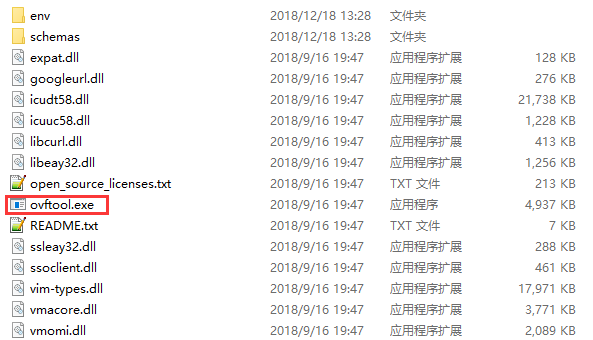 env 2018/12/18 13:28 文件夹
schemas 2018/12/18 13:28 文件夹
expat.dll 2018/9/16 19:47 应用程序扩展 128 KB
googleurl.dll 2018/9/16 19:47 应用程序扩展 276 KB
icudt58.dll 2018/9/16 19:47 应用程序扩展 21,738 KB
icuuc58.dll 2018/9/16 19:47 应用程序扩展 1,228 KB
libcurl.dll 2018/9/16 19:47 应用程序扩展 413 KB
libeay32.dll 2018/9/16 19:47 应用程序扩展 1,256 KB
open_source_licenses.txt 2018/9/16 19:47 TXT 文件 213 KB
ovftool.exe 2018/9/16 19:47 应用程序 4,937 KB
README.txt 2018/9/16 19:47 TXT 文件 7 KB
ssleay32.dll 2018/9/16 19:47 应用程序扩展 288 KB
ssoclient.dll 2018/9/16 19:47 应用程序扩展 461 KB
vim-types.dll 2018/9/16 19:47 应用程序扩展 17,971 KB
vmacore.dll 2018/9/16 19:47 应用程序扩展 3,771 KB
vmomi.dll 2018/9/16 19:47 应用程序扩展 2,089 KB